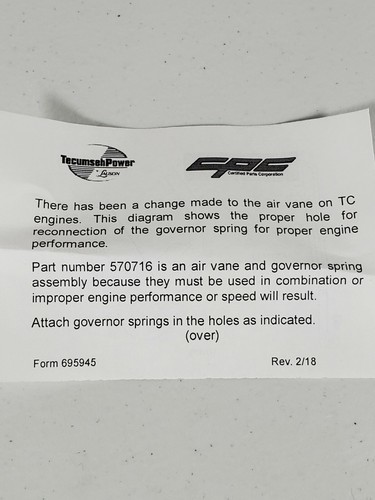 TecumsehPower
by LAUSON
CPC
Certified Parts Corporation
There has been a change made to the air vane on TC
engines. This diagram shows the proper hole for
reconnection of the governor spring for proper engine
performance.
Part number 570716 is an air vane and governor spring
assembly because they must be used in combination or
improper engine performance or speed will result.
Attach governor springs in the holes as indicated.
(over)
Form 695945 Rev. 2/18